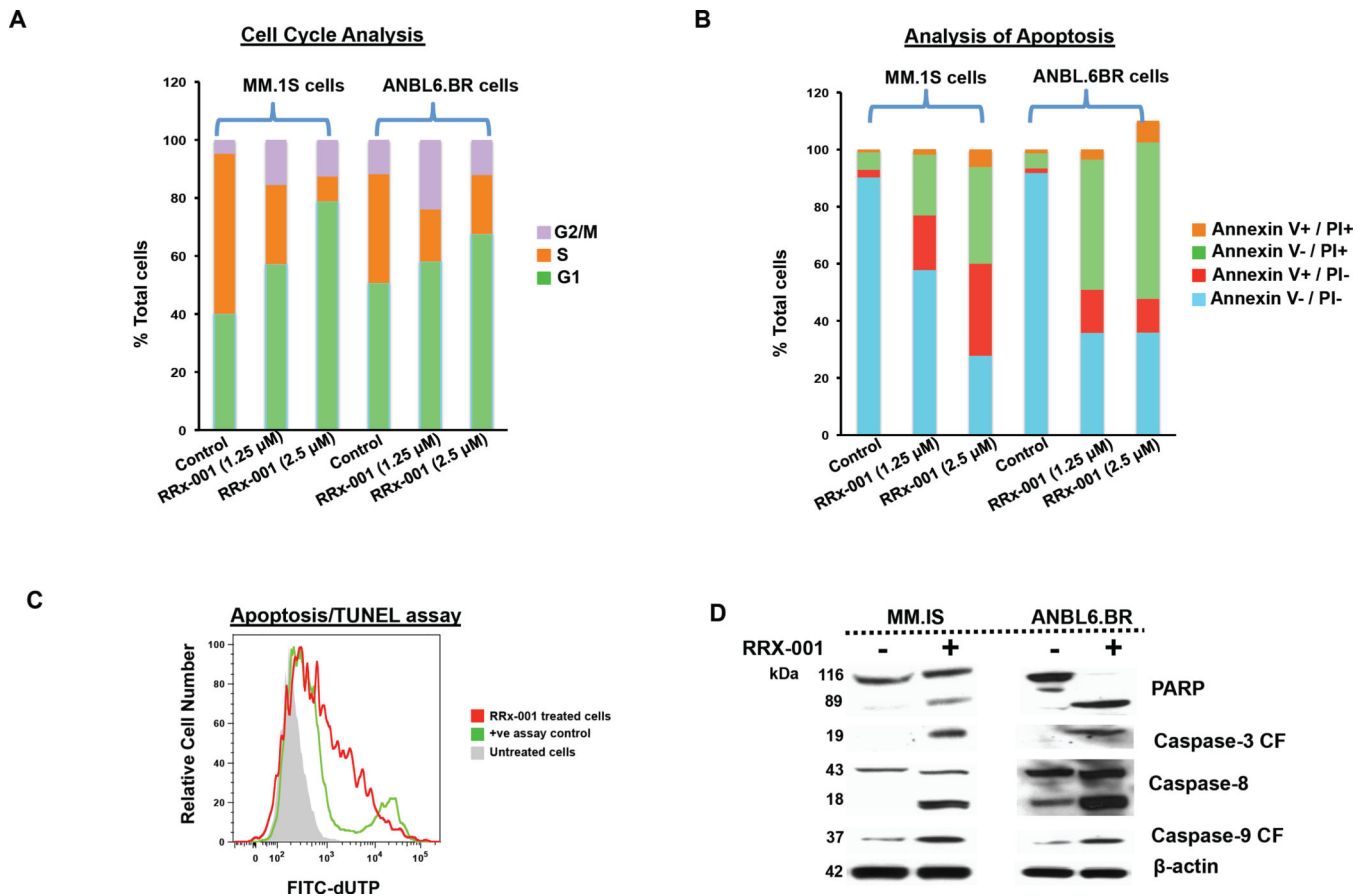 A
Cell Cycle Analysis
MM.1S cells
ANBL6.BR cells
% Total cells
120
100
80
60
40
20
0
Control
RRx-001 (1.25 µM)
RRx-001 (2.5 µM)
Control
RRx-001 (1.25 µM)
RRx-001 (2.5 µM)
G2/M
S
G1
B
Analysis of Apoptosis
MM.1S cells
ANBL.6BR cells
% Total cells
120
100
80
60
40
20
0
Control
RRx-001 (1.25 µM)
RRx-001 (2.5 µM)
Control
RRx-001 (1.25 µM)
RRx-001 (2.5 µM)
Annexin V+ / PI+
Annexin V- / PI+
Annexin V+ / PI-
Annexin V- / PI-
C
Apoptosis/TUNEL assay
Relative Cell Number
100
80
60
40
20
0
0 10² 10³ 10⁴ 10⁵
FITC-dUTP
RRx-001 treated cells
+ve assay control
Untreated cells
D
MM.IS ANBL6.BR
RRX-001 - + - +
kDa
116
89 PARP
19 Caspase-3 CF
43
18 Caspase-8
37 Caspase-9 CF
42 β-actin